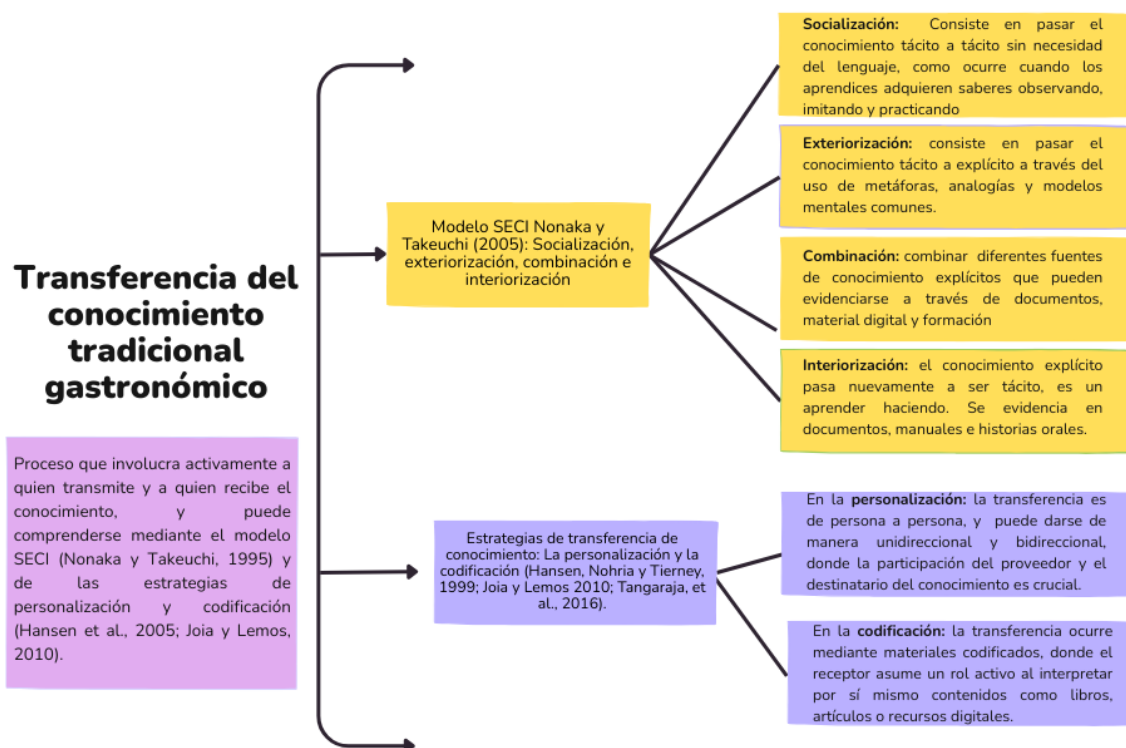 Transferencia del
conocimiento
tradicional
gastronómico
Proceso que involucra activamente a
quien transmite y a quien recibe el
conocimiento, y puede
comprenderse mediante el modelo
SECI (Nonaka y Takeuchi, 1995) y
de las estrategias de
personalización y codificación
(Hansen et al., 2005; Joia y Lemos,
2010).
Modelo SECI Nonaka y
Takeuchi (2005): Socialización,
exteriorización, combinación e
interiorización
Socialización: Consiste en pasar el
conocimiento tácito a tácito sin necesidad
del lenguaje, como ocurre cuando los
aprendices adquieren saberes observando,
imitando y practicando
Exteriorización: consiste en pasar el
conocimiento tácito a explícito a través del
uso de metáforas, analogías y modelos
mentales comunes.
Combinación: combinar diferentes fuentes
de conocimiento explícitos que pueden
evidenciarse a través de documentos,
material digital y formación
Interiorización: el conocimiento explícito
pasa nuevamente a ser tácito, es un
aprender haciendo. Se evidencia en
documentos, manuales e historias orales.
Estrategias de transferencia de
conocimiento: La personalización y la
codificación (Hansen, Nohria y Tierney,
1999; Joia y Lemos 2010; Tangaraja, et
al., 2016).
En la personalización: la transferencia es
de persona a persona, y puede darse de
manera unidireccional y bidireccional,
donde la participación del proveedor y el
destinatario del conocimiento es crucial.
En la codificación: la transferencia ocurre
mediante materiales codificados, donde el
receptor asume un rol activo al interpretar
por sí mismo contenidos como libros,
artículos o recursos digitales.